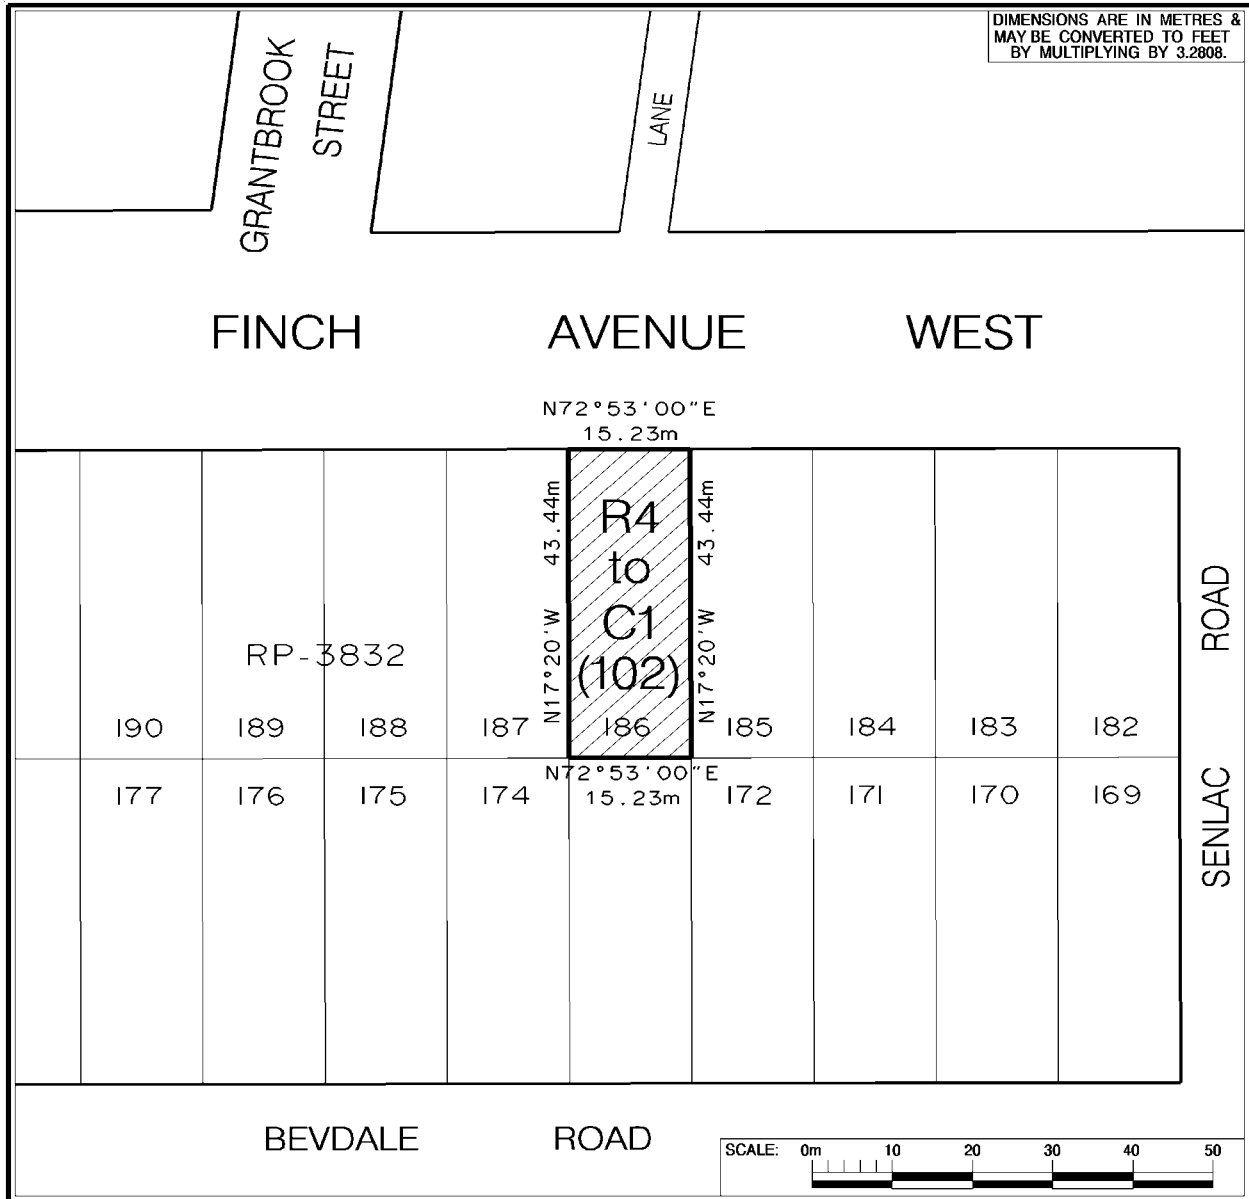 DIMENSIONS ARE IN METRES &
MAY BE CONVERTED TO FEET
BY MULTIPLYING BY 3.2808.
GRANTBROOK
STREET
LANE
FINCH AVENUE WEST
N72°53'00"E
15.23m
43.44m
N17°20'W
R4
to
C1
(102)
43.44m
N17°20'W
RP-3832
190 189 188 187 186 185 184 183 182
N72°53'00"E
15.23m
177 176 175 174 172 171 170 169
SENLAC ROAD
BEVDALE ROAD
SCALE: 0m 10 20 30 40 50